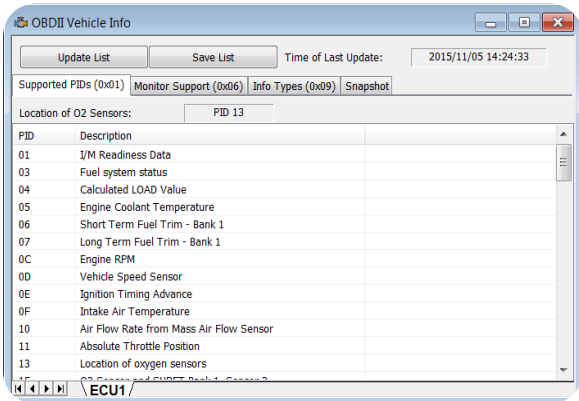 OBDII Vehicle Info
Update List Save List Time of Last Update: 2015/11/05 14:24:33
Supported PIDs (0x01) Monitor Support (0x06) Info Types (0x09) Snapshot
Location of O2 Sensors: PID 13
PID Description
01 I/M Readiness Data
03 Fuel system status
04 Calculated LOAD Value
05 Engine Coolant Temperature
06 Short Term Fuel Trim - Bank 1
07 Long Term Fuel Trim - Bank 1
0C Engine RPM
0D Vehicle Speed Sensor
0E Ignition Timing Advance
0F Intake Air Temperature
10 Air Flow Rate from Mass Air Flow Sensor
11 Absolute Throttle Position
13 Location of oxygen sensors
ECU1